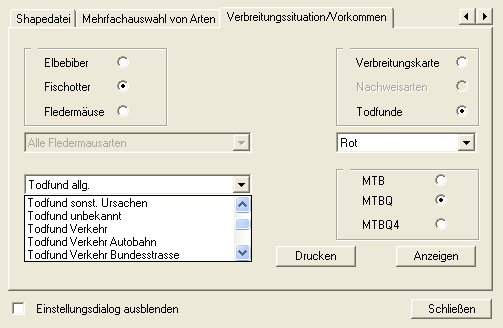 Shapedatei Mehrfachauswahl von Arten Verbreitungssituation/Vorkommen
Elbebiber
Fischotter
Fledermäuse
Verbreitungskarte
Nachweisarten
Todfunde
Alle Fledermausarten
Rot
Todfund allg.
Todfund sonst. Ursachen
Todfund unbekannt
Todfund Verkehr
Todfund Verkehr Autobahn
Todfund Verkehr Bundesstrasse
MTB
MTBQ
MTBQ4
Drucken
Anzeigen
Einstellungsdialog ausblenden
Schließen